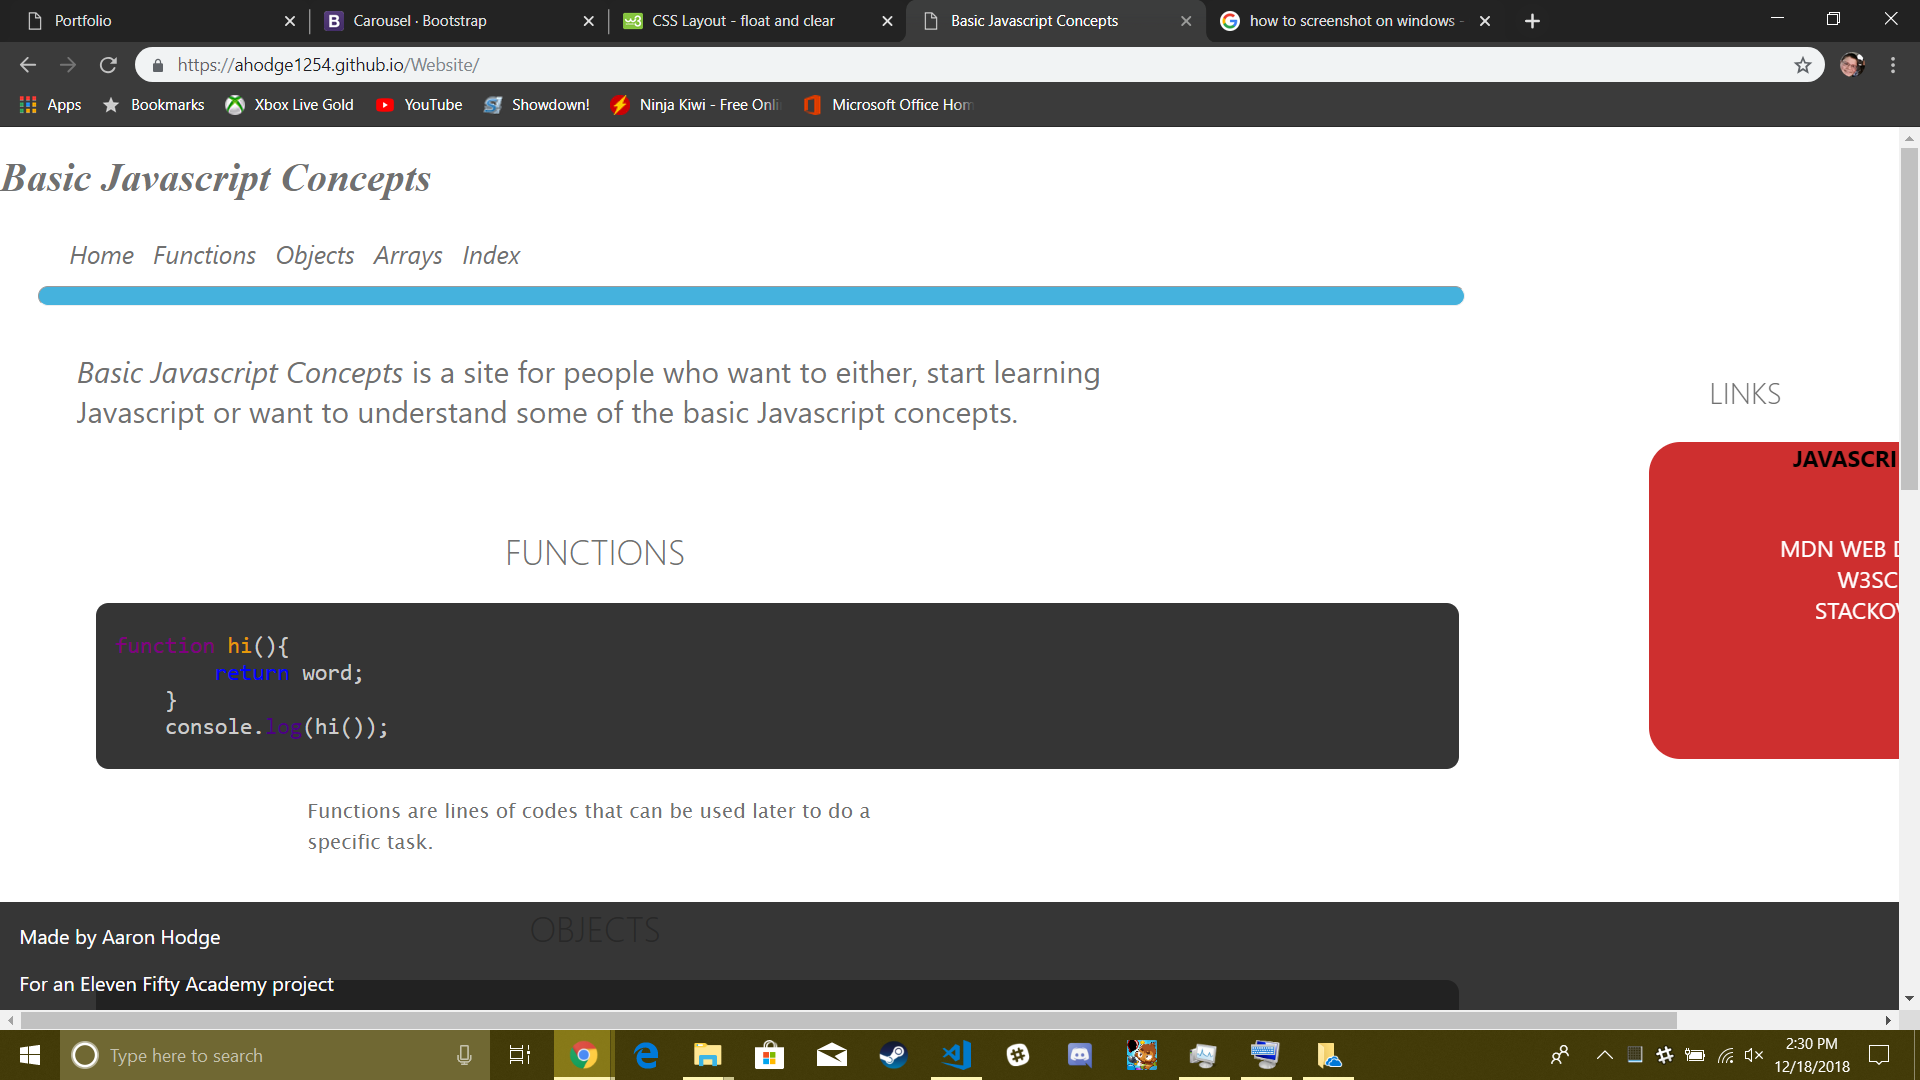 Portfolio
Carousel · Bootstrap
CSS Layout - float and clear
Basic Javascript Concepts
how to screenshot on windows -
https://ahodge1254.github.io/Website/
Apps
Bookmarks
Xbox Live Gold
YouTube
Showdown!
Ninja Kiwi - Free Onli
Microsoft Office Hom
Basic Javascript Concepts
Home Functions Objects Arrays Index
Basic Javascript Concepts is a site for people who want to either, start learning
Javascript or want to understand some of the basic Javascript concepts.
LINKS
JAVASCRI
MDN WEB D
W3SC
STACKOV
FUNCTIONS
function hi(){
return word;
}
console.log(hi());
Functions are lines of codes that can be used later to do a
specific task.
OBJECTS
Made by Aaron Hodge
For an Eleven Fifty Academy project
Type here to search
2:30 PM
12/18/2018